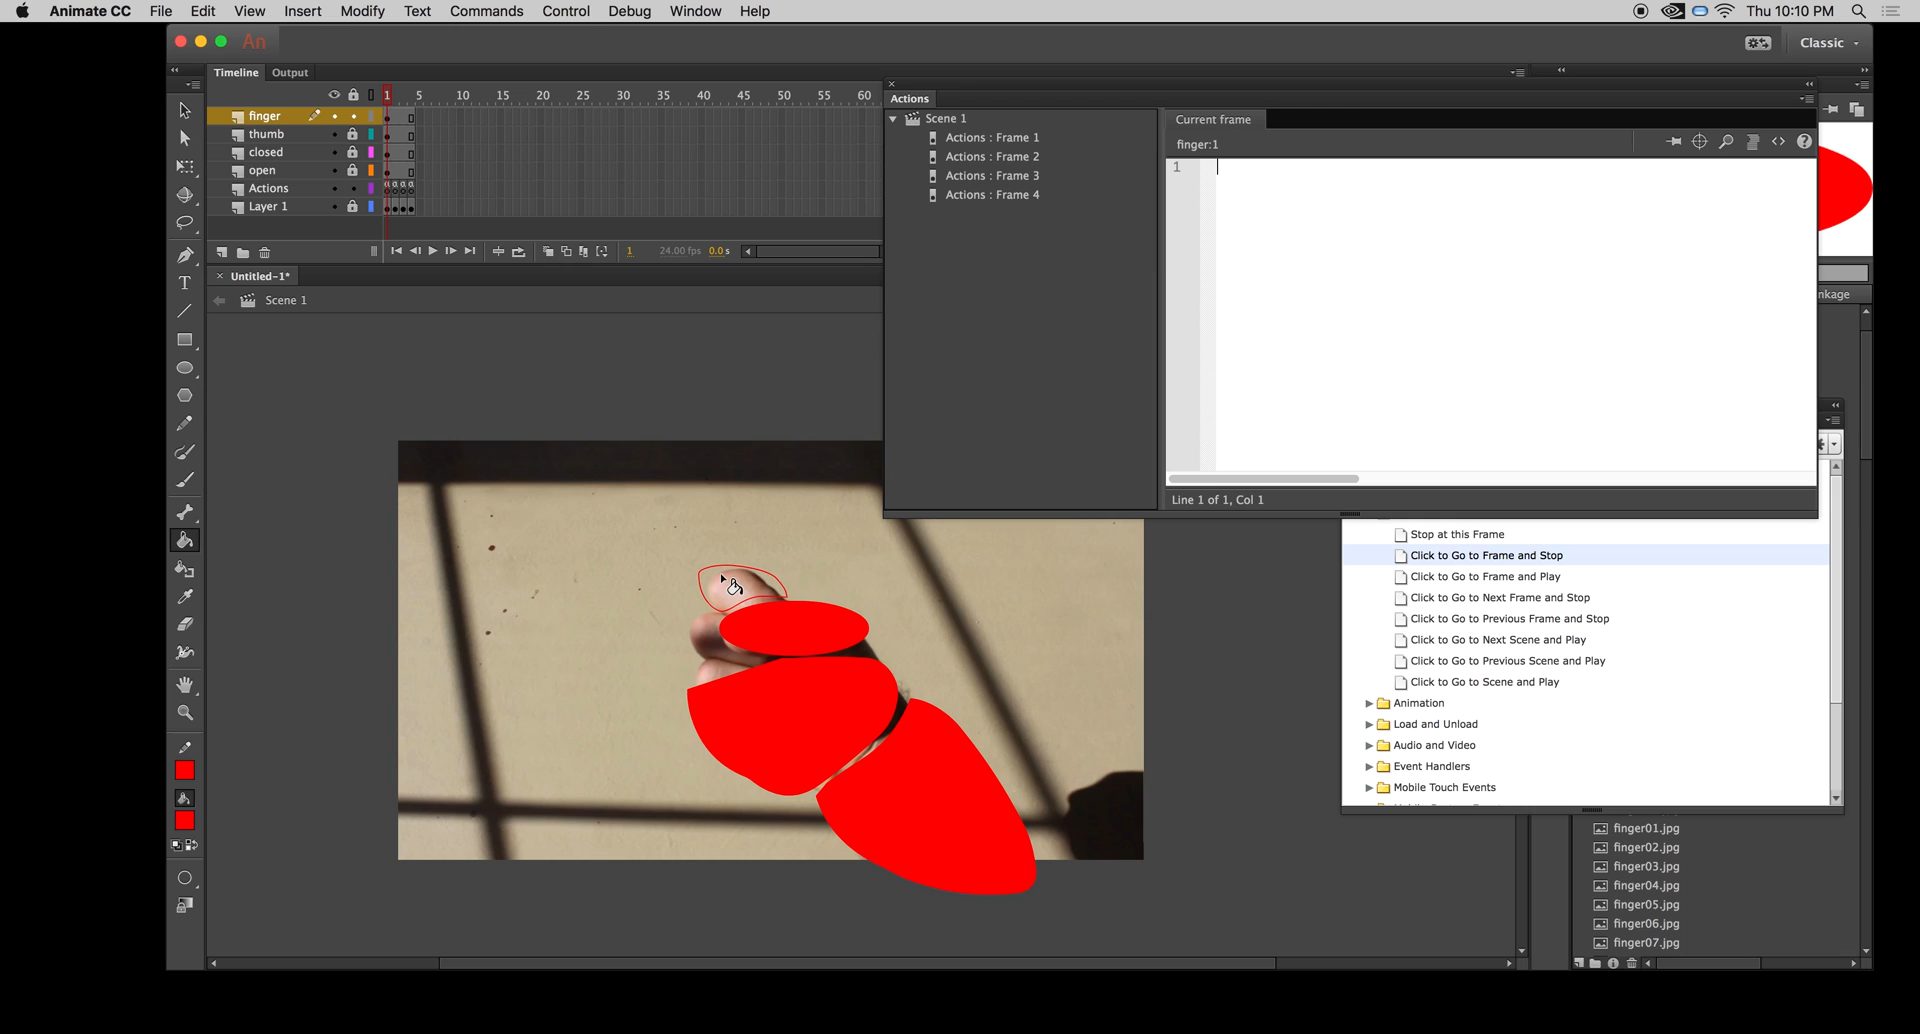 Animate CC File Edit View Insert Modify Text Commands Control Debug Window Help Thu 10:10 PM
An Classic
Timeline Output
1 5 10 15 20 25 30 35 40 45 50 55 60
finger
thumb
closed
open
Actions
Layer 1
1 24.00 fps 0.0 s
Untitled-1*
Scene 1
Actions
Scene 1
Actions : Frame 1
Actions : Frame 2
Actions : Frame 3
Actions : Frame 4
Current frame
finger:1
1
Line 1 of 1, Col 1
nkage
Stop at this Frame
Click to Go to Frame and Stop
Click to Go to Frame and Play
Click to Go to Next Frame and Stop
Click to Go to Previous Frame and Stop
Click to Go to Next Scene and Play
Click to Go to Previous Scene and Play
Click to Go to Scene and Play
Animation
Load and Unload
Audio and Video
Event Handlers
Mobile Touch Events
finger01.jpg
finger02.jpg
finger03.jpg
finger04.jpg
finger05.jpg
finger06.jpg
finger07.jpg